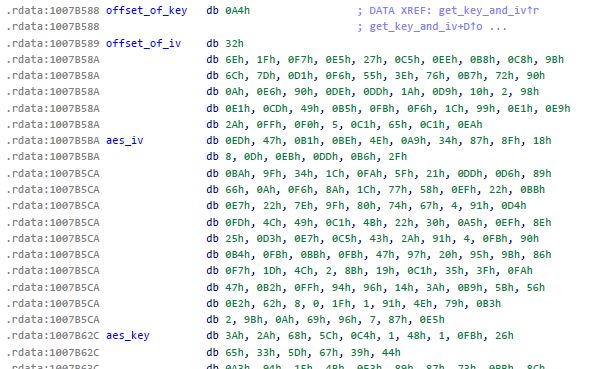 .rdata:1007B588 offset_of_key db 0A4h ; DATA XREF: get_key_and_iv↑r
.rdata:1007B588 ; get_key_and_iv+D↑o ...
.rdata:1007B589 offset_of_iv db 32h
.rdata:1007B58A db 6Eh, 1Fh, 0F7h, 0E5h, 27h, 0C5h, 0EEh, 0B8h, 0C8h, 9Bh
.rdata:1007B58A db 6Ch, 7Dh, 0D1h, 0F6h, 55h, 3Eh, 76h, 0B7h, 72h, 90h
.rdata:1007B58A db 0Ah, 0E6h, 90h, 0DEh, 0DDh, 1Ah, 0D9h, 10h, 2, 98h
.rdata:1007B58A db 0E1h, 0CDh, 49h, 0B5h, 0FBh, 0F6h, 1Ch, 99h, 0E1h, 0E9h
.rdata:1007B58A db 2Ah, 0FFh, 0F0h, 5, 0C1h, 65h, 0C1h, 0EAh
.rdata:1007B5BA aes_iv db 0EDh, 47h, 0B1h, 0BEh, 4Eh, 0A9h, 34h, 87h, 8Fh, 18h
.rdata:1007B5BA db 8, 0Dh, 0EBh, 0DDh, 0B6h, 2Fh
.rdata:1007B5CA db 0BAh, 9Fh, 34h, 1Ch, 0FAh, 5Fh, 21h, 0DDh, 0D6h, 89h
.rdata:1007B5CA db 66h, 0Ah, 0F6h, 8Ah, 1Ch, 77h, 58h, 0EFh, 22h, 0BBh
.rdata:1007B5CA db 0E7h, 22h, 7Eh, 9Fh, 80h, 74h, 67h, 4, 91h, 0D4h
.rdata:1007B5CA db 0FDh, 4Ch, 49h, 0C1h, 4Bh, 22h, 30h, 0A5h, 0EFh, 8Eh
.rdata:1007B5CA db 25h, 0D3h, 0E7h, 0C5h, 43h, 2Ah, 91h, 4, 0FBh, 90h
.rdata:1007B5CA db 0B4h, 0FBh, 0BBh, 0FBh, 47h, 97h, 20h, 95h, 9Bh, 86h
.rdata:1007B5CA db 0F7h, 1Dh, 4Ch, 2, 8Bh, 19h, 0C1h, 35h, 3Fh, 0FAh
.rdata:1007B5CA db 47h, 0B2h, 0FFh, 94h, 96h, 14h, 3Ah, 0B9h, 5Bh, 56h
.rdata:1007B5CA db 0E2h, 62h, 8, 0, 1Fh, 1, 91h, 4Eh, 79h, 0B3h
.rdata:1007B5CA db 2, 9Bh, 0Ah, 69h, 96h, 7, 87h, 0E5h
.rdata:1007B62C aes_key db 3Ah, 2Ah, 68h, 5Ch, 0C4h, 1, 48h, 1, 0FBh, 26h
.rdata:1007B62C db 65h, 33h, 5Dh, 67h, 39h, 44h